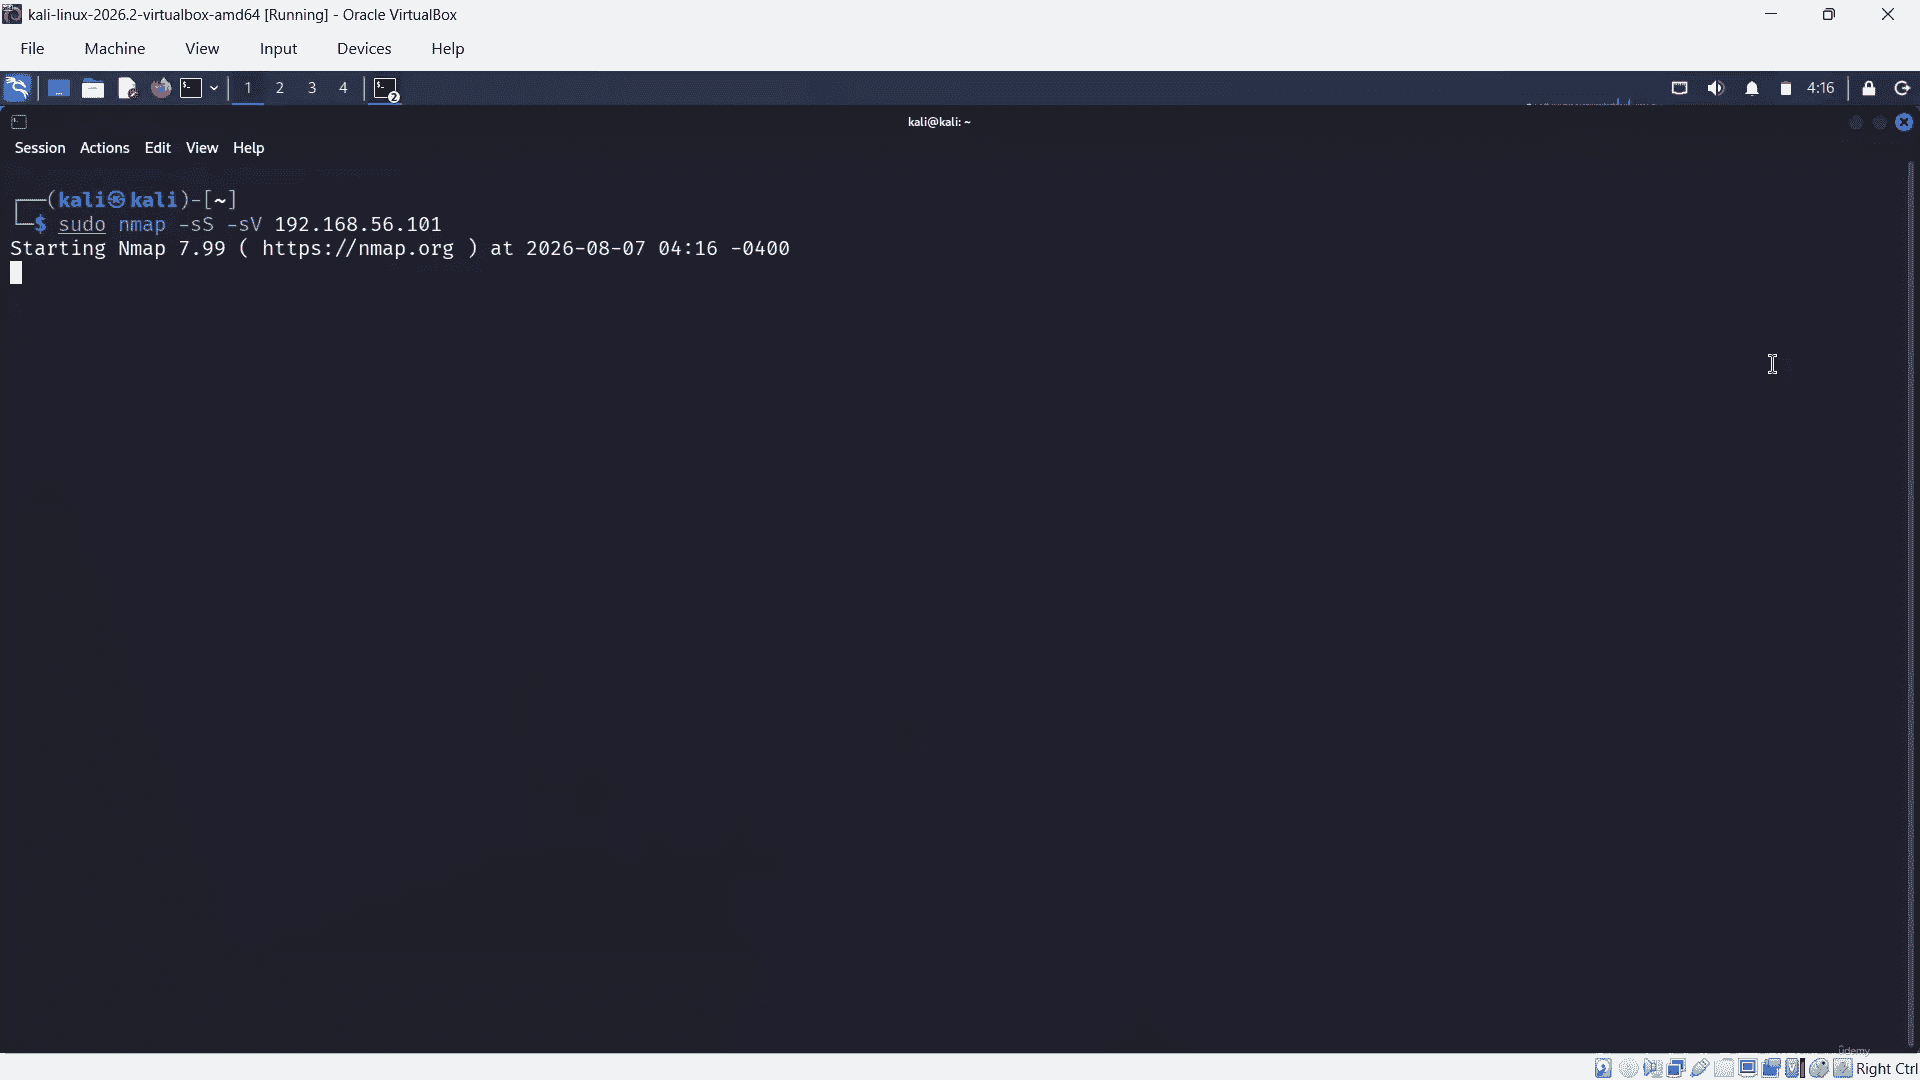 kali-linux-2026.2-virtualbox-amd64 [Running] - Oracle VirtualBox
File Machine View Input Devices Help
1 2 3 4 2 4:16
kali@kali: ~
Session Actions Edit View Help
┌──(kali㉿kali)-[~]
└─$ sudo nmap -sS -sV 192.168.56.101
Starting Nmap 7.99 ( https://nmap.org ) at 2026-08-07 04:16 -0400
ûdemy
Right Ctrl